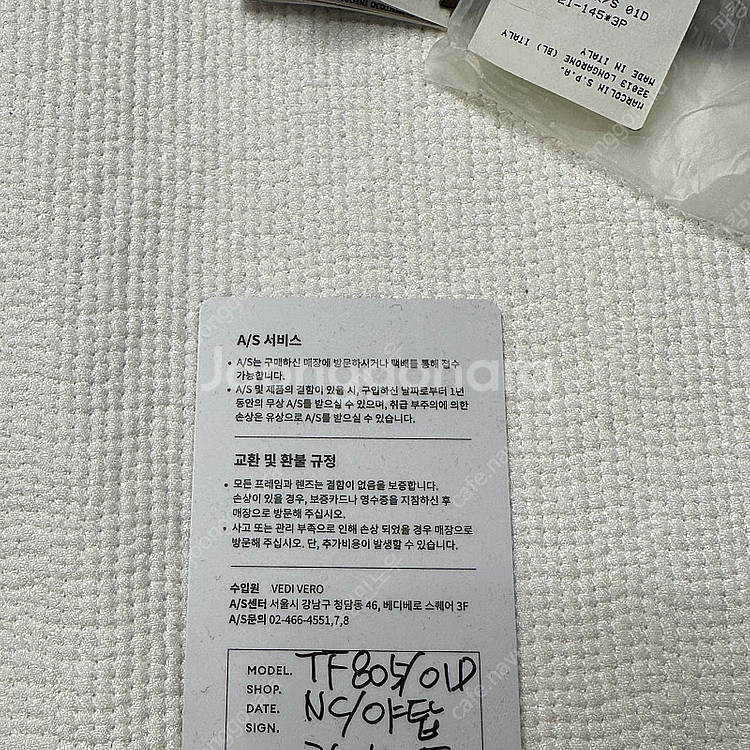 /S 01D
21-145*3P
MARCOLIN S.P.A.
32013 LONGARONE (BL) ITALY
MADE IN ITALY
A/S 서비스
• A/S는 구매하신 매장에 방문하시거나 택배를 통해 접수
가능합니다.
• A/S 및 제품의 결함이 있을 시, 구입하신 날짜로부터 1년
동안의 무상 A/S를 받으실 수 있으며, 취급 부주의에 의한
손상은 유상으로 A/S를 받으실 수 있습니다.
교환 및 환불 규정
• 모든 프레임과 렌즈는 결함이 없음을 보증합니다.
손상이 있을 경우, 보증카드나 영수증을 지참하신 후
매장으로 방문해 주십시오.
• 사고 또는 관리 부족으로 인해 손상 되었을 경우 매장으로
방문해 주십시오. 단, 추가비용이 발생할 수 있습니다.
수입원 VEDI VERO
A/S센터 서울시 강남구 청담동 46, 베디베로 스퀘어 3F
A/S문의 02-466-4551,7,8
MODEL. TF805/01D
SHOP. NC/야탑
DATE.
SIGN.
Joonggonara
cafe.nav